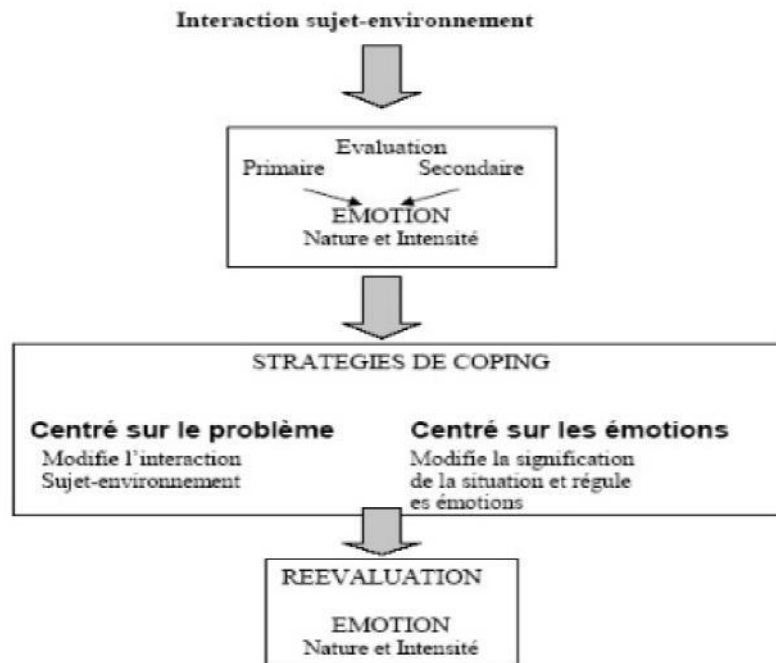 Interaction sujet-environnement
Evaluation
Primaire Secondaire
EMOTION
Nature et Intensité
STRATEGIES DE COPING
Centré sur le problème
Modifie l'interaction
Sujet-environnement
Centré sur les émotions
Modifie la signification
de la situation et régule
es émotions
REEVALUATION
EMOTION
Nature et Intensité